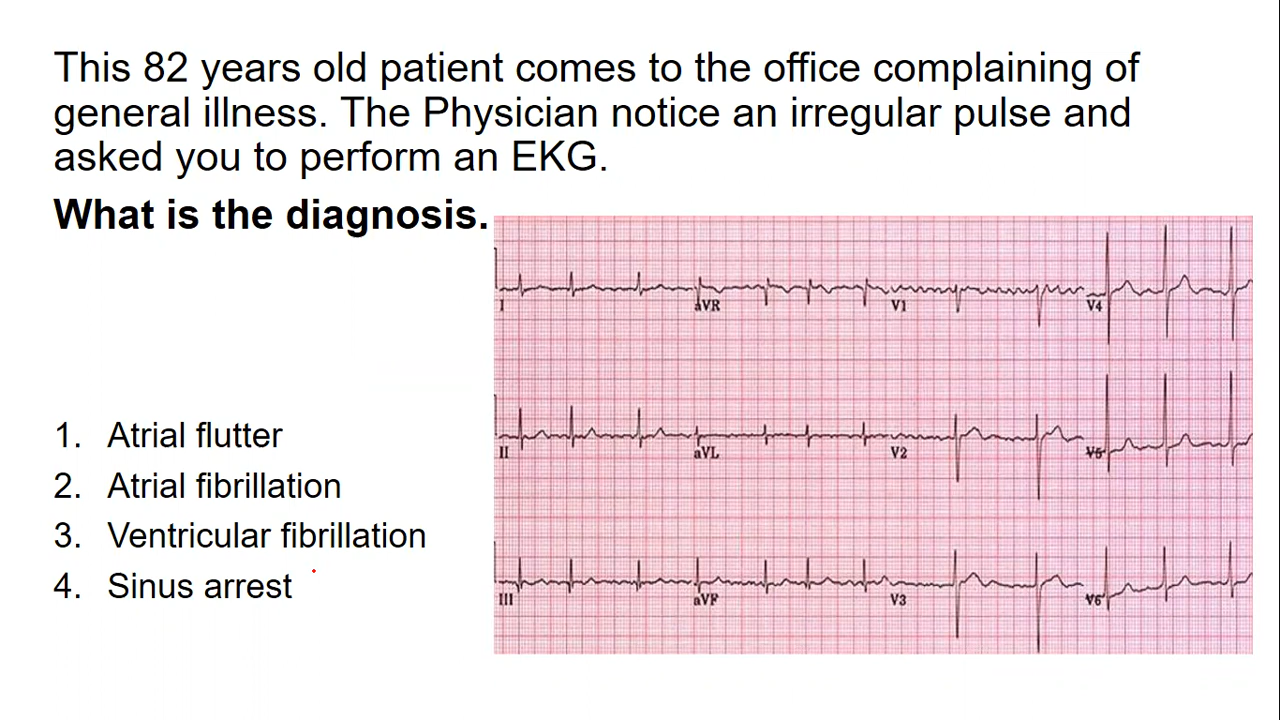 This 82 years old patient comes to the office complaining of
general illness. The Physician notice an irregular pulse and
asked you to perform an EKG.
What is the diagnosis.
I aVR V1 V4
II aVL V2 V5
III aVF V3 V6
1. Atrial flutter
2. Atrial fibrillation
3. Ventricular fibrillation
4. Sinus arrest